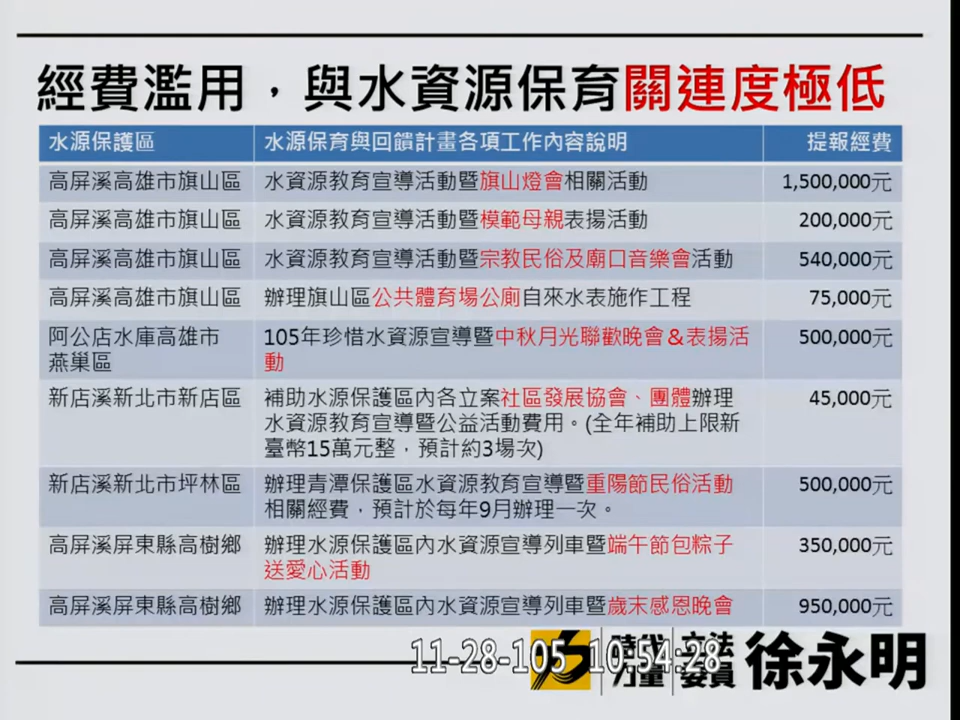 經費濫用，與水資源保育關連度極低
水源保護區 水源保育與回饋計畫各項工作內容說明 提報經費
高屏溪高雄市旗山區 水資源教育宣導活動暨旗山燈會相關活動 1,500,000元
高屏溪高雄市旗山區 水資源教育宣導活動暨模範母親表揚活動 200,000元
高屏溪高雄市旗山區 水資源教育宣導活動暨宗教民俗及廟口音樂會活動 540,000元
高屏溪高雄市旗山區 辦理旗山區公共體育場公廁自來水表施作工程 75,000元
阿公店水庫高雄市 105年珍惜水資源宣導暨中秋月光聯歡晚會＆表揚活 500,000元
燕巢區 動
新店溪新北市新店區 補助水源保護區內各立案社區發展協會、團體辦理 45,000元
水資源教育宣導暨公益活動費用。(全年補助上限新
臺幣15萬元整，預計約3場次)
新店溪新北市坪林區 辦理青潭保護區水資源教育宣導暨重陽節民俗活動 500,000元
相關經費，預計於每年9月辦理一次。
高屏溪屏東縣高樹鄉 辦理水源保護區內水資源宣導列車暨端午節包粽子 350,000元
送愛心活動
高屏溪屏東縣高樹鄉 辦理水源保護區內水資源宣導列車暨歲末感恩晚會 950,000元
時代 立法 徐永明
力量 委員
11-28-105 10:54:28